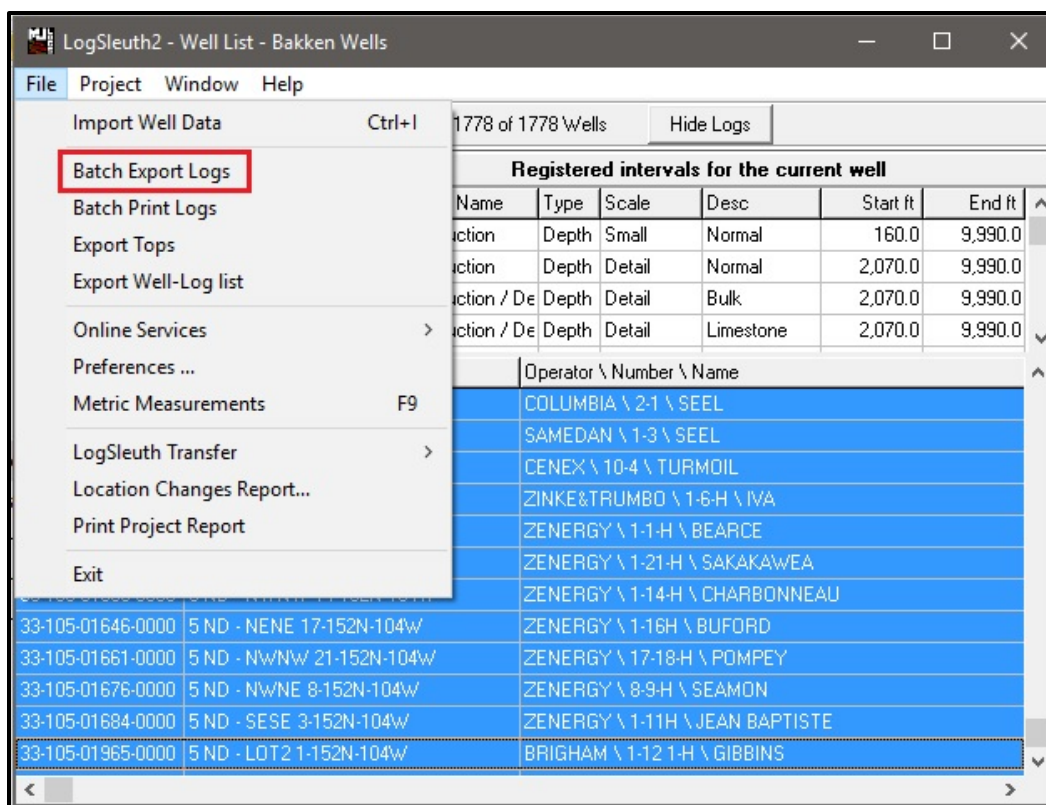 LogSleuth2 - Well List - Bakken Wells
File Project Window Help
Import Well Data Ctrl+I
1778 of 1778 Wells Hide Logs
Batch Export Logs
Registered intervals for the current well
Batch Print Logs
Name Type Scale Desc Start ft End ft
Export Tops
uction Depth Small Normal 160.0 9,990.0
Export Well-Log list
uction Depth Detail Normal 2,070.0 9,990.0
uction / De Depth Detail Bulk 2,070.0 9,990.0
Online Services >
uction / De Depth Detail Limestone 2,070.0 9,990.0
Preferences ...
Operator \ Number \ Name
Metric Measurements F9
COLUMBIA \ 2-1 \ SEEL
SAMEDAN \ 1-3 \ SEEL
LogSleuth Transfer >
CENEX \ 10-4 \ TURMOIL
Location Changes Report...
ZINKE&TRUMBO \ 1-6-H \ IVA
Print Project Report
ZENERGY \ 1-1-H \ BEARCE
ZENERGY \ 1-21-H \ SAKAKAWEA
Exit
ZENERGY \ 1-14-H \ CHARBONNEAU
33-105-01646-0000 5 ND - NENE 17-152N-104W ZENERGY \ 1-16H \ BUFORD
33-105-01661-0000 5 ND - NWNW 21-152N-104W ZENERGY \ 17-18-H \ POMPEY
33-105-01676-0000 5 ND - NWNE 8-152N-104W ZENERGY \ 8-9-H \ SEAMON
33-105-01684-0000 5 ND - SESE 3-152N-104W ZENERGY \ 1-11H \ JEAN BAPTISTE
33-105-01965-0000 5 ND - LOT2 1-152N-104W BRIGHAM \ 1-12 1-H \ GIBBINS